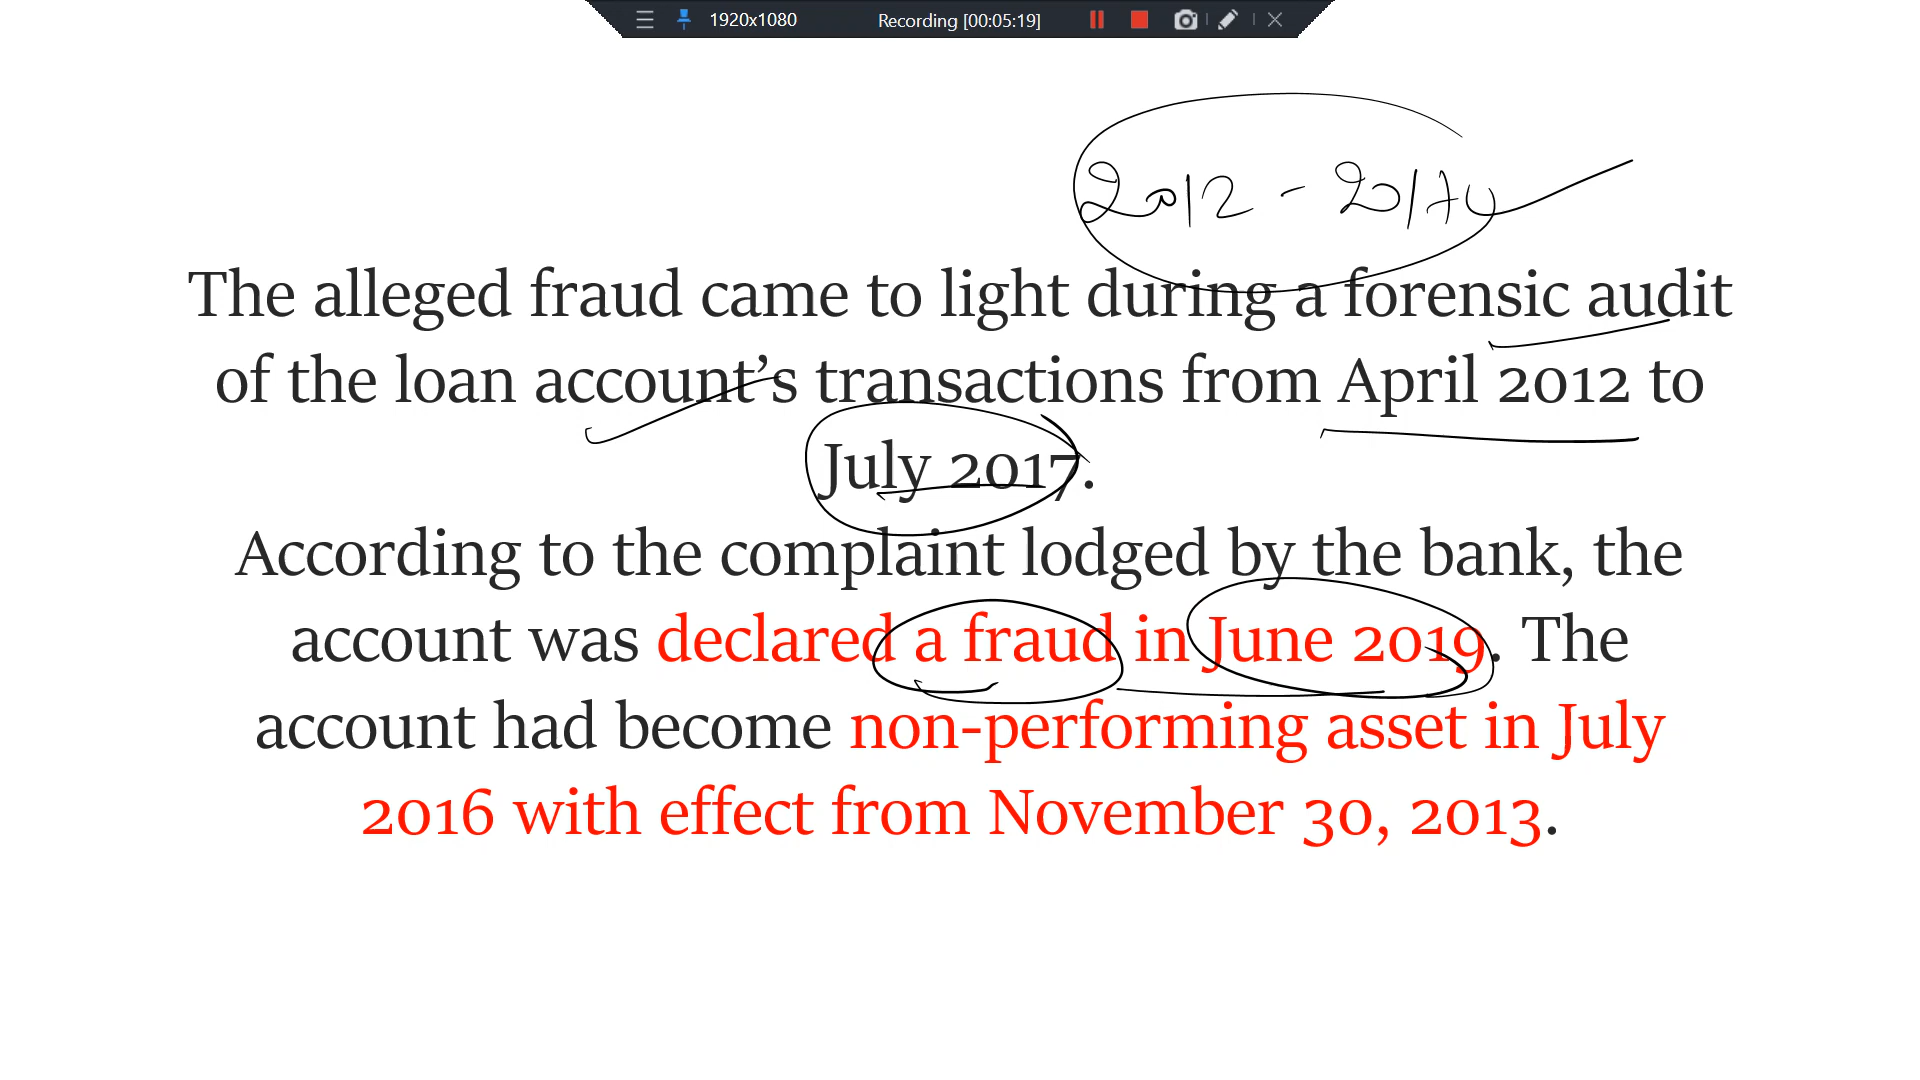 1920x1080 Recording [00:05:19]
2012 - 2017
The alleged fraud came to light during a forensic audit
of the loan account’s transactions from April 2012 to
July 2017.
According to the complaint lodged by the bank, the
account was declared a fraud in June 2019. The
account had become non-performing asset in July
2016 with effect from November 30, 2013.